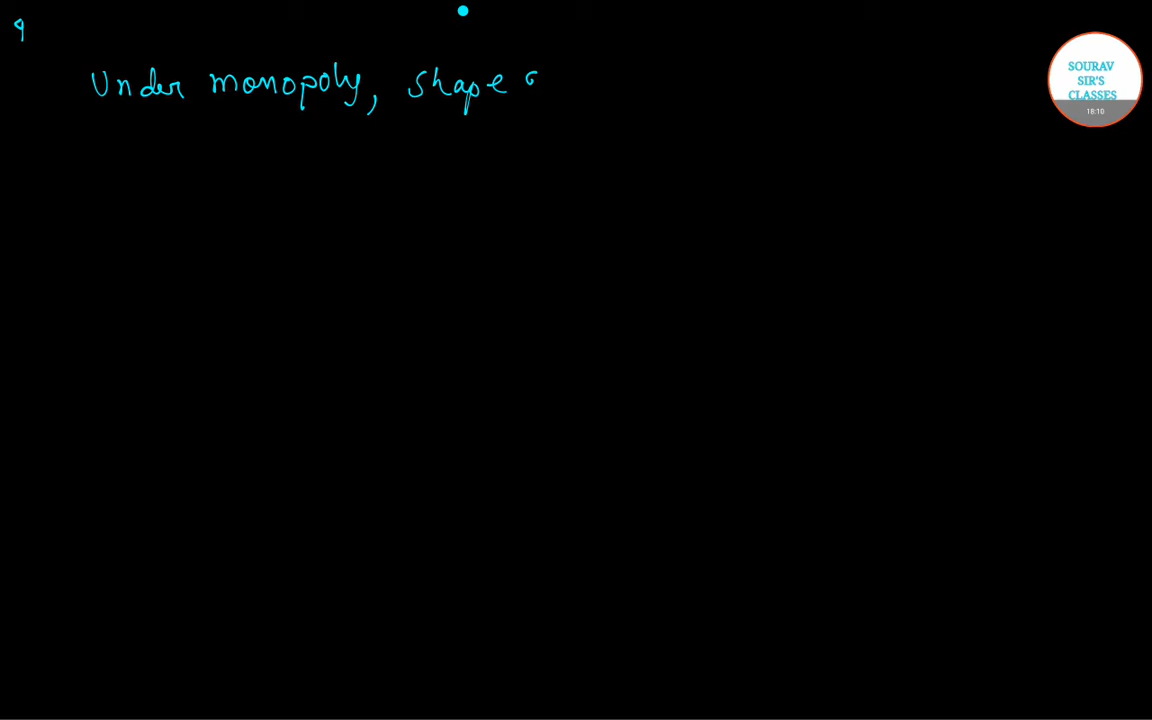 9
Under monopoly, shape o
SOURAV
SIR'S
CLASSES
18:10